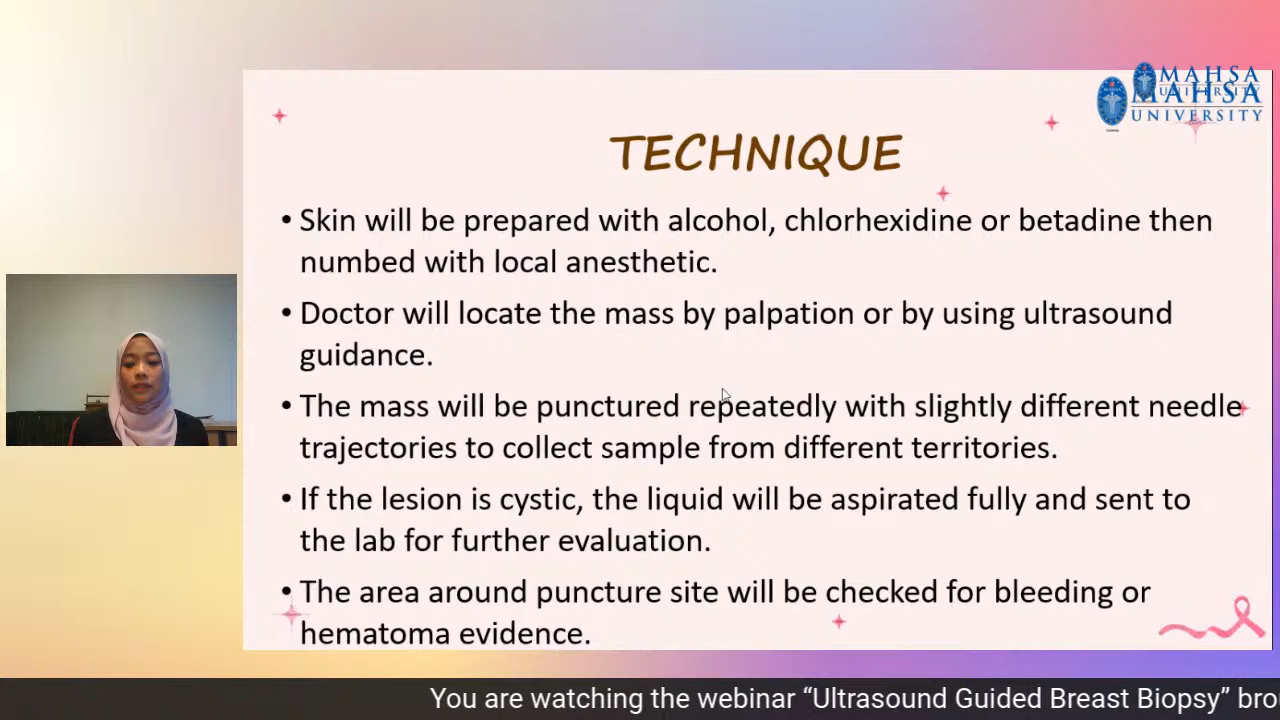 MAHSA
UNIVERSITY
MAHSA
UNIVERSITY
TECHNIQUE
• Skin will be prepared with alcohol, chlorhexidine or betadine then
numbed with local anesthetic.
• Doctor will locate the mass by palpation or by using ultrasound
guidance.
• The mass will be punctured repeatedly with slightly different needle
trajectories to collect sample from different territories.
• If the lesion is cystic, the liquid will be aspirated fully and sent to
the lab for further evaluation.
• The area around puncture site will be checked for bleeding or
hematoma evidence.
You are watching the webinar “Ultrasound Guided Breast Biopsy” bro